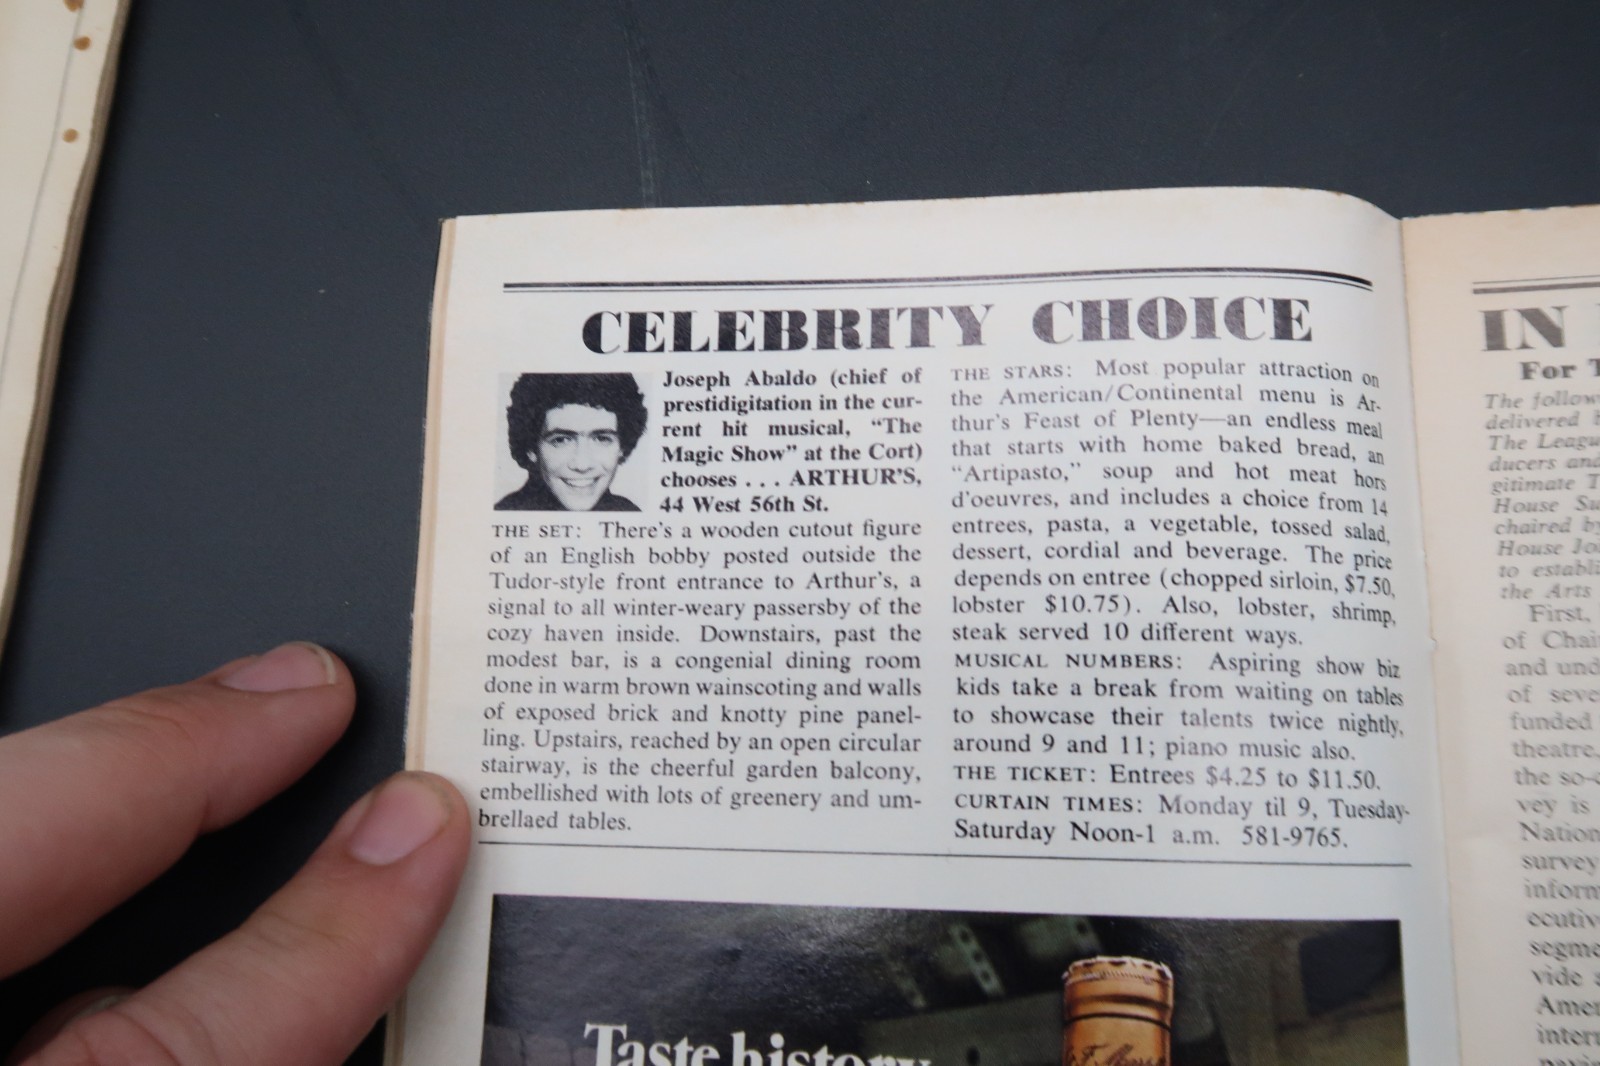 CELEBRITY CHOICE
Joseph Abaldo (chief of
prestidigitation in the cur-
rent hit musical, “The
Magic Show” at the Cort)
chooses . . . ARTHUR’S,
44 West 56th St.
THE SET: There’s a wooden cutout figure
of an English bobby posted outside the
Tudor-style front entrance to Arthur’s, a
signal to all winter-weary passersby of the
cozy haven inside. Downstairs, past the
modest bar, is a congenial dining room
done in warm brown wainscoting and walls
of exposed brick and knotty pine panel-
ling. Upstairs, reached by an open circular
stairway, is the cheerful garden balcony,
embellished with lots of greenery and um-
brellaed tables.
THE STARS: Most popular attraction on
the American/Continental menu is Ar-
thur’s Feast of Plenty—an endless meal
that starts with home baked bread, an
“Artipasto,” soup and hot meat hors
d’oeuvres, and includes a choice from 14
entrees, pasta, a vegetable, tossed salad,
dessert, cordial and beverage. The price
depends on entree (chopped sirloin, $7.50,
lobster $10.75). Also, lobster, shrimp,
steak served 10 different ways.
MUSICAL NUMBERS: Aspiring show biz
kids take a break from waiting on tables
to showcase their talents twice nightly,
around 9 and 11; piano music also.
THE TICKET: Entrees $4.25 to $11.50.
CURTAIN TIMES: Monday til 9, Tuesday-
Saturday Noon-1 a.m. 581-9765.
Taste history
IN
For
The
delivered
The
ducers and
gitimate
House
chaired by
House
to
the Arts
First,
of
and
of
funded
theatre,
the
vey is
survey
vide